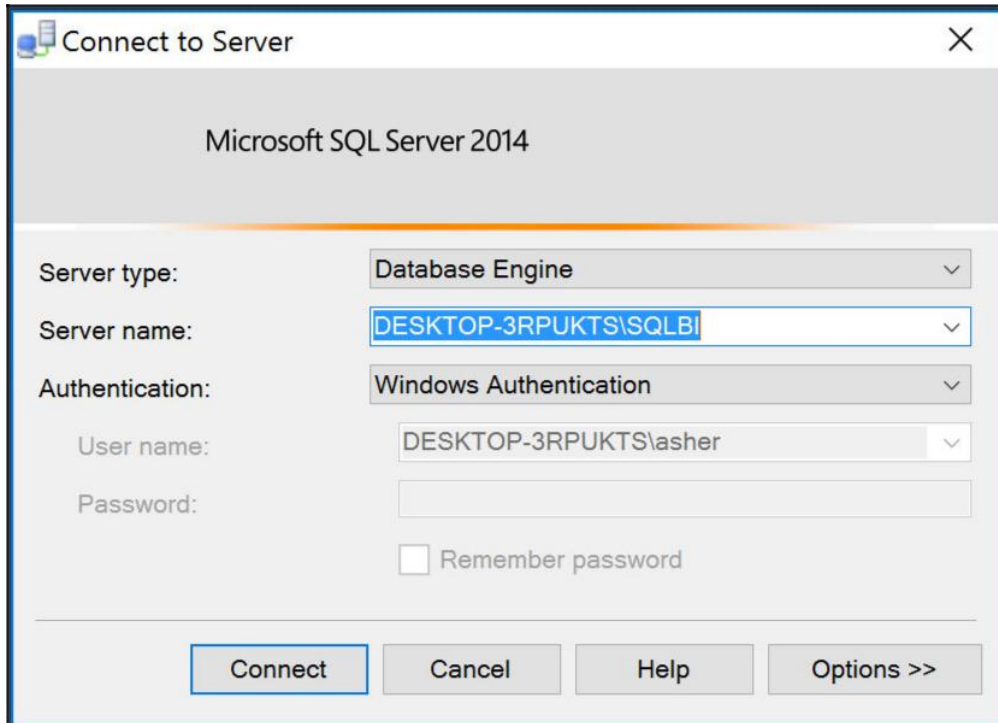 Connect to Server
Microsoft SQL Server 2014
Server type: Database Engine
Server name: DESKTOP-3RPUKTS\SQLBI
Authentication: Windows Authentication
User name: DESKTOP-3RPUKTS\asher
Password:
Remember password
Connect Cancel Help Options >>